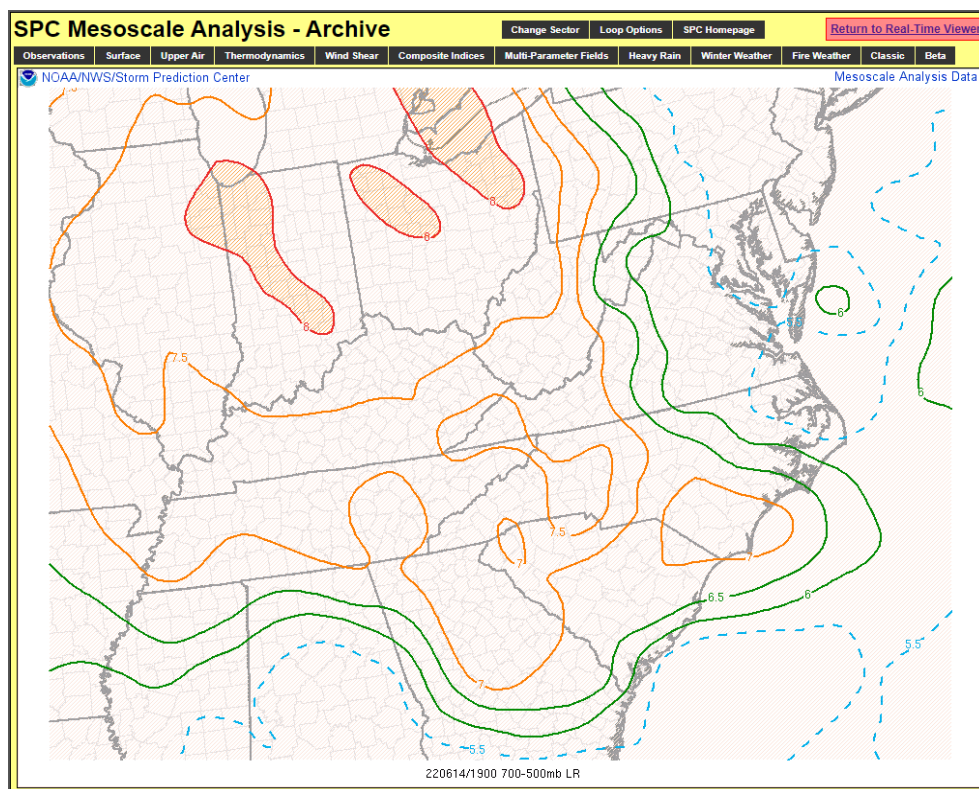 SPC Mesoscale Analysis - Archive
Change Sector Loop Options SPC Homepage
Return to Real-Time Viewer
Observations Surface Upper Air Thermodynamics Wind Shear Composite Indices Multi-Parameter Fields Heavy Rain Winter Weather Fire Weather Classic Beta
NOAA/NWS/Storm Prediction Center
Mesoscale Analysis Data
7.5
8
8
8
6
7.5
6
7.5
7
7
6.5
6
5.5
7
5.5
220614/1900 700-500mb LR